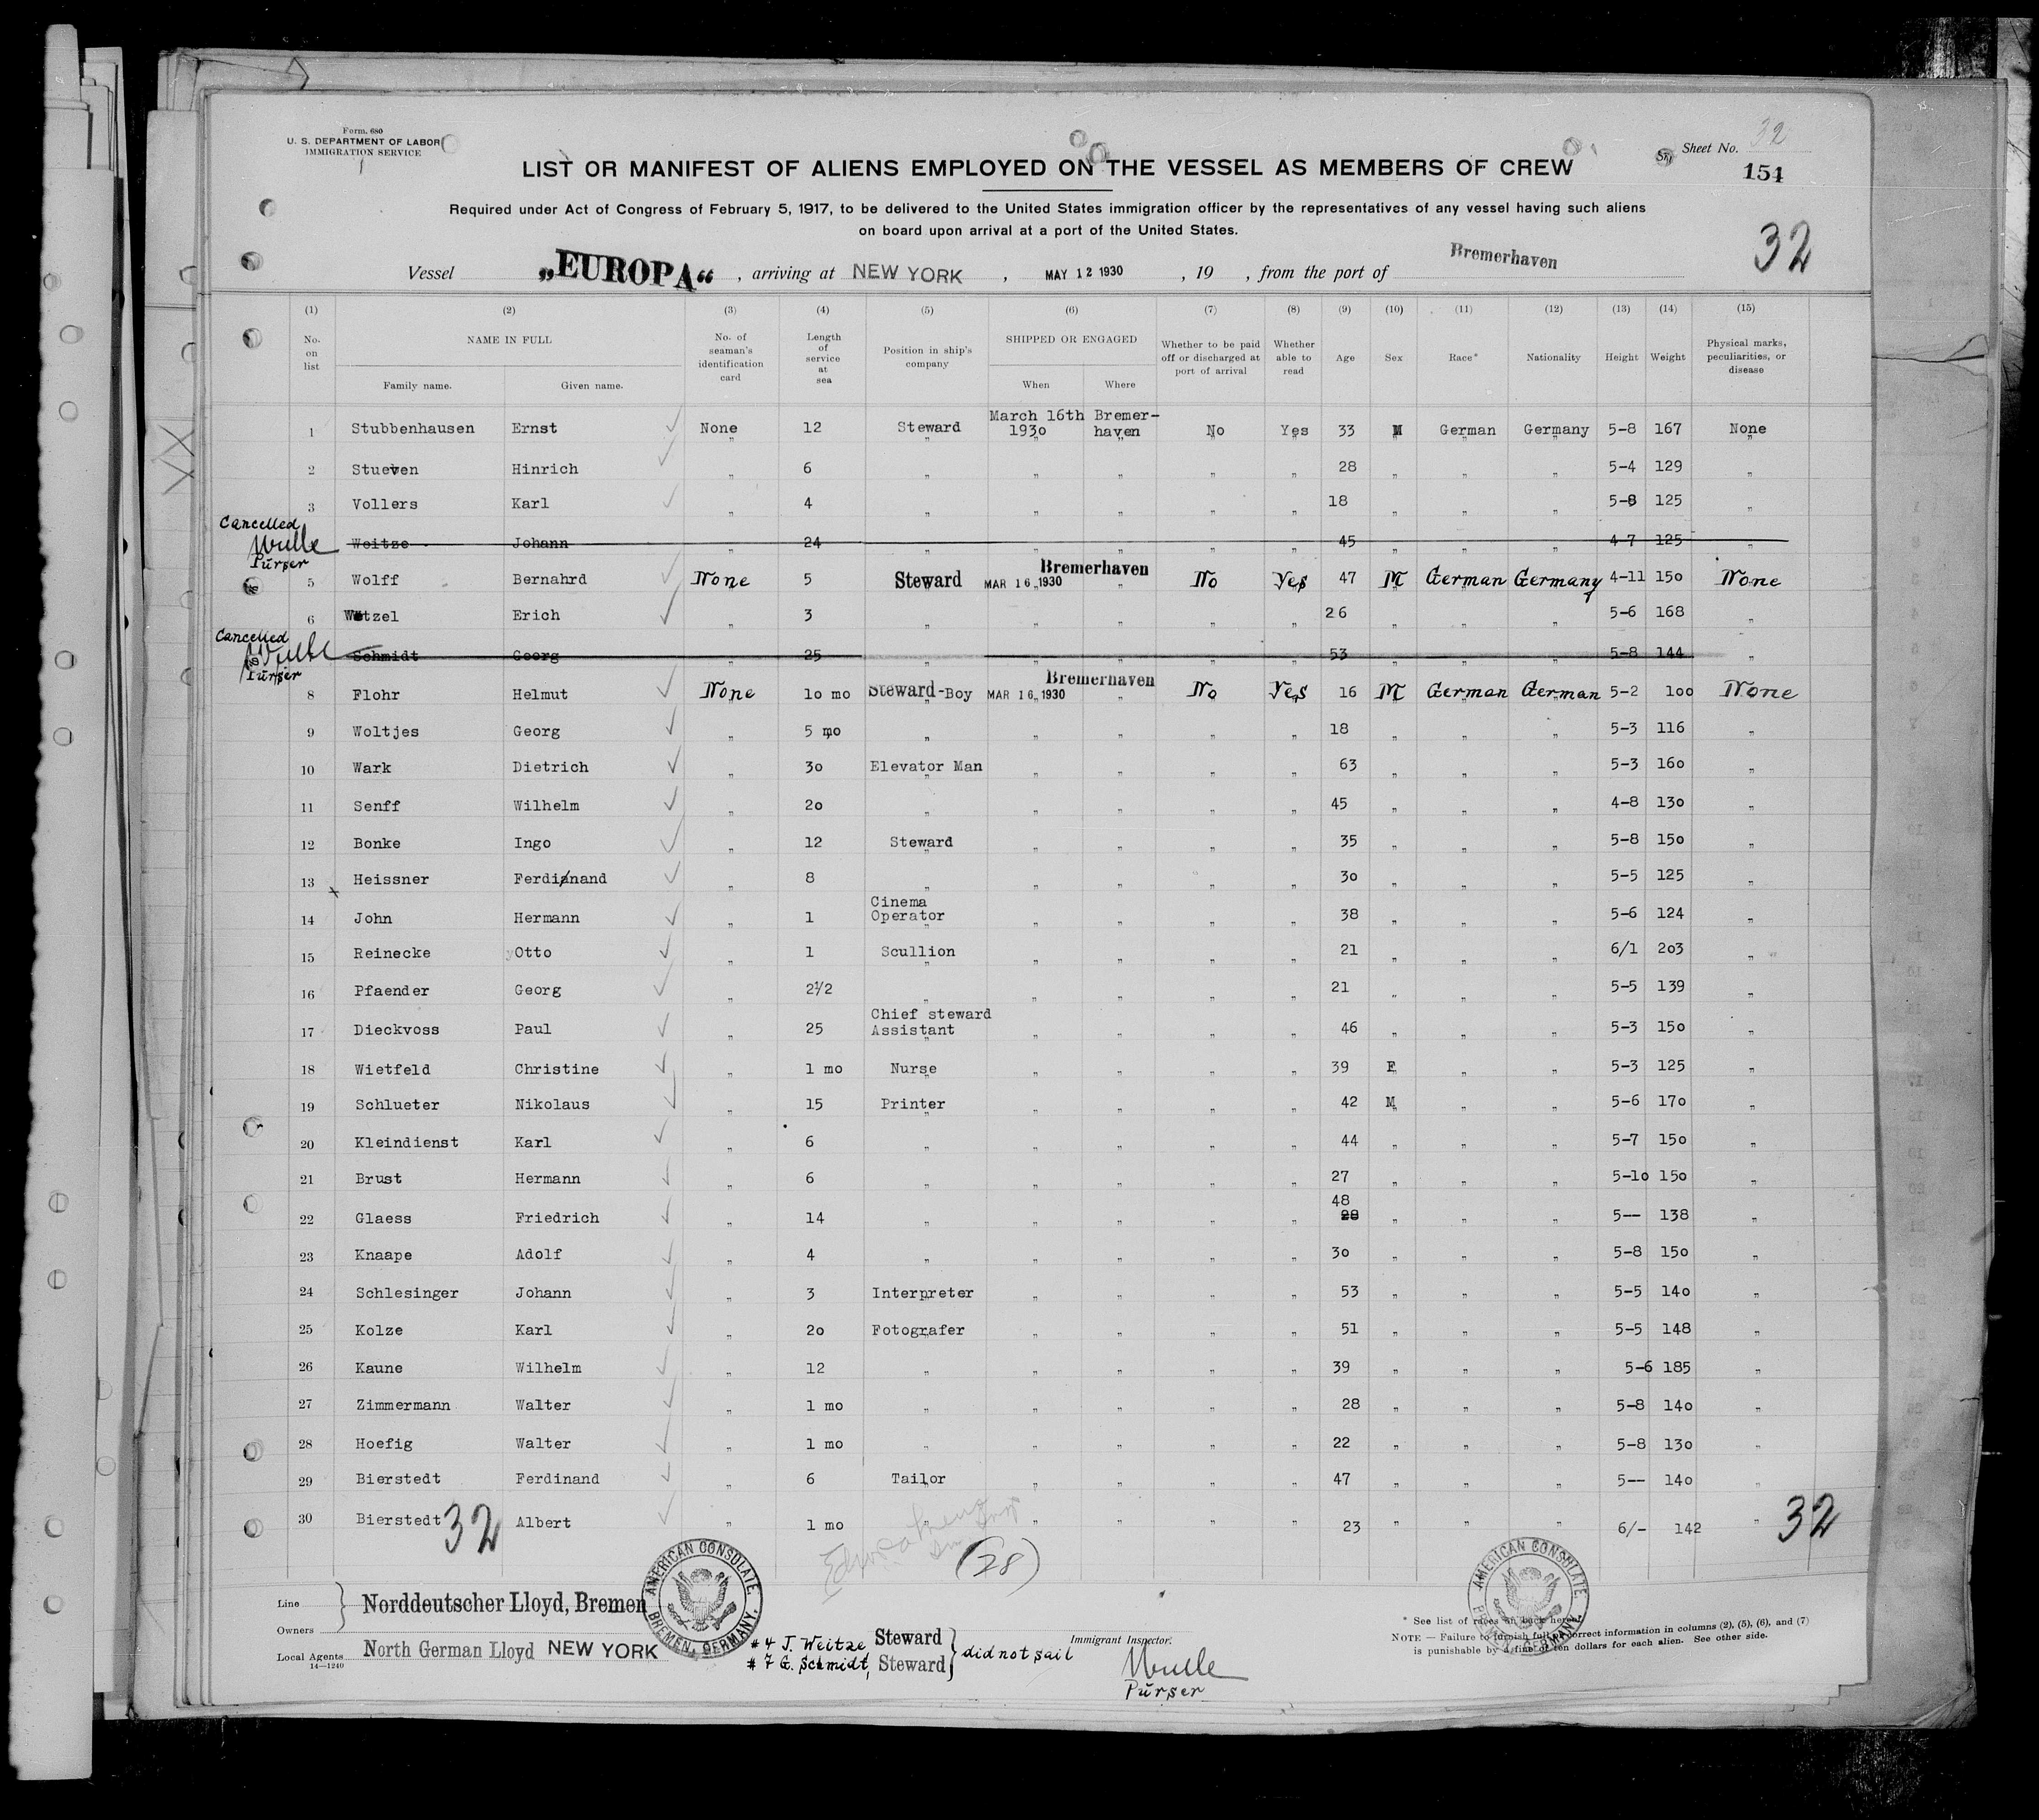 Form. 680
U. S. DEPARTMENT OF LABOR
IMMIGRATION SERVICE
Sheet No. 32
154
LIST OR MANIFEST OF ALIENS EMPLOYED ON THE VESSEL AS MEMBERS OF CREW
Required under Act of Congress of February 5, 1917, to be delivered to the United States immigration officer by the representatives of any vessel having such aliens
on board upon arrival at a port of the United States.
32
Vessel „EUROPA“, arriving at NEW YORK, MAY 12 1930, 19 , from the port of Bremerhaven
(1) (2) (3) (4) (5) (6) (7) (8) (9) (10) (11) (12) (13) (14) (15)
No. on list NAME IN FULL Family name. Given name. No. of seaman's identification card Length of service at sea Position in ship's company SHIPPED OR ENGAGED When Where Whether to be paid off or discharged at port of arrival Whether able to read Age Sex Race* Nationality Height Weight Physical marks, peculiarities, or disease
1 Stubbenhausen Ernst None 12 Steward March 16th 1930 Bremer-haven No Yes 33 M German Germany 5-8 167 None
2 Stueven Hinrich „ 6 „ „ „ „ „ 28 „ „ „ 5-4 129 „
3 Vollers Karl „ 4 „ „ „ „ „ 18 „ „ „ 5-8 125 „
Cancelled
Purser
Weitze Johann „ 24 „ „ „ „ „ 45 „ „ „ 4-7 125 „
5 Wolff Bernahrd None 5 Steward MAR 16 1930 Bremerhaven No Yes 47 M German Germany 4-11 150 None
6 Wetzel Erich „ 3 „ „ „ „ „ 26 „ „ „ 5-6 168 „
Cancelled
Purser
Schmidt Georg „ 25 „ „ „ „ „ 53 „ „ „ 5-8 144 „
8 Flohr Helmut None 10 mo Steward-Boy MAR 16 1930 Bremerhaven No Yes 16 M German German 5-2 100 None
9 Woltjes Georg „ 5 mo „ „ „ „ „ 18 „ „ „ 5-3 116 „
10 Wark Dietrich „ 30 Elevator Man „ „ „ „ 63 „ „ „ 5-3 160 „
11 Senff Wilhelm „ 20 „ „ „ „ „ 45 „ „ „ 4-8 130 „
12 Bonke Ingo „ 12 Steward „ „ „ „ 35 „ „ „ 5-8 150 „
13 Heissner Ferdinand „ 8 „ „ „ „ „ 30 „ „ „ 5-5 125 „
14 John Hermann „ 1 Cinema Operator „ „ „ „ 38 „ „ „ 5-6 124 „
15 Reinecke Otto „ 1 Scullion „ „ „ „ 21 „ „ „ 6/1 203 „
16 Pfaender Georg „ 2½ „ „ „ „ „ 21 „ „ „ 5-5 139 „
17 Dieckvoss Paul „ 25 Chief steward Assistant „ „ „ „ 46 „ „ „ 5-3 150 „
18 Wietfeld Christine „ 1 mo Nurse „ „ „ „ 39 F „ „ 5-3 125 „
19 Schlueter Nikolaus „ 15 Printer „ „ „ „ 42 M „ „ 5-6 170 „
20 Kleindienst Karl „ 6 „ „ „ „ „ 44 „ „ „ 5-7 150 „
21 Brust Hermann „ 6 „ „ „ „ „ 27 „ „ „ 5-10 150 „
22 Glaess Friedrich „ 14 „ „ „ „ „ 48 28 „ „ „ 5-- 138 „
23 Knaape Adolf „ 4 „ „ „ „ „ 30 „ „ „ 5-8 150 „
24 Schlesinger Johann „ 3 Interpreter „ „ „ „ 53 „ „ „ 5-5 140 „
25 Kolze Karl „ 20 Fotografer „ „ „ „ 51 „ „ „ 5-5 148 „
26 Kaune Wilhelm „ 12 „ „ „ „ „ 39 „ „ „ 5-6 185 „
27 Zimmermann Walter „ 1 mo „ „ „ „ „ 28 „ „ „ 5-8 140 „
28 Hoefig Walter „ 1 mo „ „ „ „ „ 22 „ „ „ 5-8 130 „
29 Bierstedt Ferdinand „ 6 Tailor „ „ „ „ 47 „ „ „ 5-- 140 „
30 Bierstedt Albert „ 1 mo „ „ „ „ „ 23 „ „ „ 6/- 142 „
32
32
(28)
AMERICAN CONSULATE, BREMEN, GERMANY.
AMERICAN CONSULATE, BREMEN, GERMANY.
Line Norddeutscher Lloyd, Bremen
Owners
Local Agents North German Lloyd NEW YORK
14—1240
#4 J. Weitze Steward
#7 G. Schmidt, Steward } did not sail
Immigrant Inspector.
Purser
* See list of races on back hereof.
NOTE — Failure to furnish full or correct information in columns (2), (5), (6), and (7)
is punishable by a fine of ten dollars for each alien. See other side.